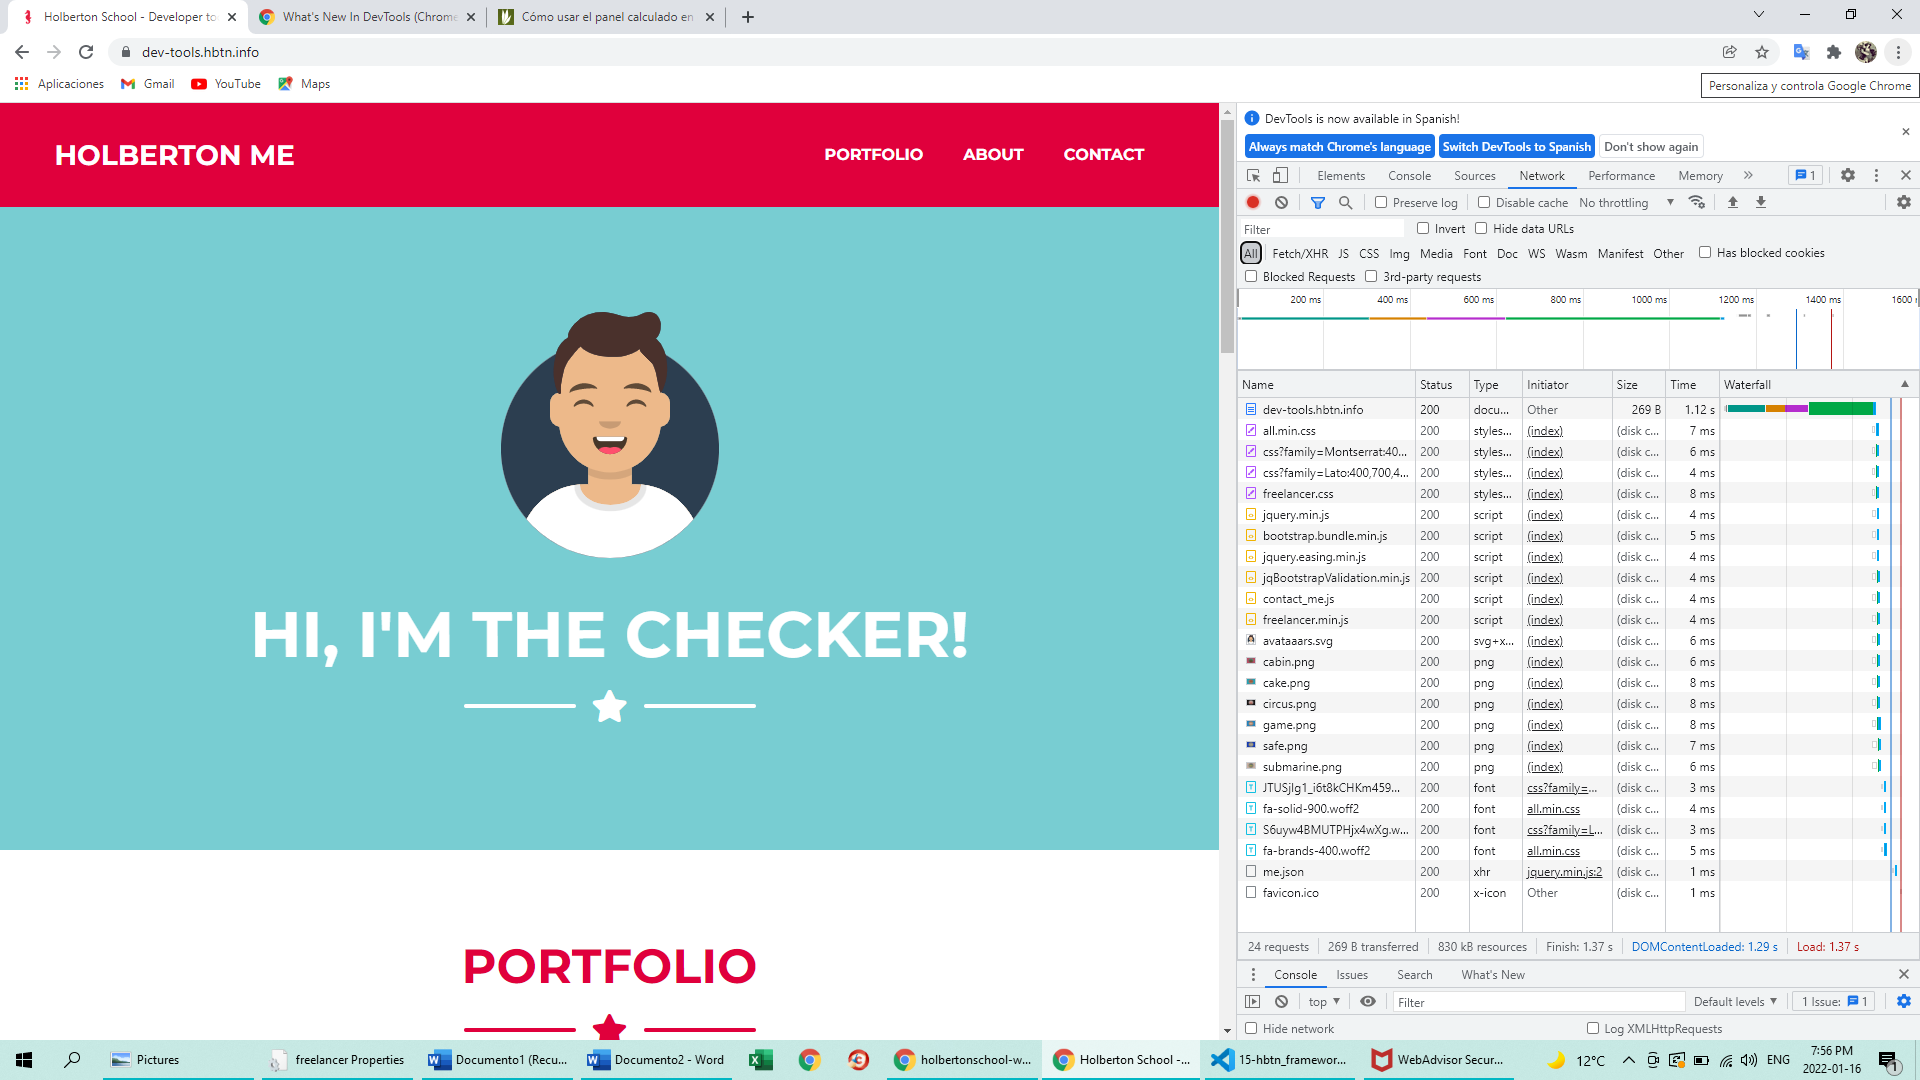 Holberton School - Developer to
What's New In DevTools (Chrome
Cómo usar el panel calculado en
dev-tools.hbtn.info
Aplicaciones Gmail YouTube Maps
Personaliza y controla Google Chrome
HOLBERTON ME
PORTFOLIO ABOUT CONTACT
HI, I'M THE CHECKER!
PORTFOLIO
DevTools is now available in Spanish!
Always match Chrome's language Switch DevTools to Spanish Don't show again
Elements Console Sources Network Performance Memory 1
Preserve log Disable cache No throttling
Filter Invert Hide data URLs
All Fetch/XHR JS CSS Img Media Font Doc WS Wasm Manifest Other Has blocked cookies
Blocked Requests 3rd-party requests
200 ms 400 ms 600 ms 800 ms 1000 ms 1200 ms 1400 ms 1600
Name Status Type Initiator Size Time Waterfall
dev-tools.hbtn.info 200 docu... Other 269 B 1.12 s
all.min.css 200 styles... (index) (disk c... 7 ms
css?family=Montserrat:40... 200 styles... (index) (disk c... 6 ms
css?family=Lato:400,700,4... 200 styles... (index) (disk c... 4 ms
freelancer.css 200 styles... (index) (disk c... 8 ms
jquery.min.js 200 script (index) (disk c... 4 ms
bootstrap.bundle.min.js 200 script (index) (disk c... 5 ms
jquery.easing.min.js 200 script (index) (disk c... 4 ms
jqBootstrapValidation.min.js 200 script (index) (disk c... 4 ms
contact_me.js 200 script (index) (disk c... 4 ms
freelancer.min.js 200 script (index) (disk c... 4 ms
avataaars.svg 200 svg+x... (index) (disk c... 6 ms
cabin.png 200 png (index) (disk c... 6 ms
cake.png 200 png (index) (disk c... 8 ms
circus.png 200 png (index) (disk c... 8 ms
game.png 200 png (index) (disk c... 8 ms
safe.png 200 png (index) (disk c... 7 ms
submarine.png 200 png (index) (disk c... 6 ms
JTUSjIg1_i6t8kCHKm459... 200 font css?family=... (disk c... 3 ms
fa-solid-900.woff2 200 font all.min.css (disk c... 4 ms
S6uyw4BMUTPHjx4wXg.w... 200 font css?family=L... (disk c... 3 ms
fa-brands-400.woff2 200 font all.min.css (disk c... 5 ms
me.json 200 xhr jquery.min.js:2 (disk c... 1 ms
favicon.ico 200 x-icon Other (disk c... 1 ms
24 requests 269 B transferred 830 kB resources Finish: 1.37 s DOMContentLoaded: 1.29 s Load: 1.37 s
Console Issues Search What's New
top Filter Default levels 1 Issue: 1
Hide network Log XMLHttpRequests
Pictures
freelancer Properties
Documento1 (Recu...
Documento2 - Word
holbertonschool-w...
Holberton School -...
15-hbtn_framewor...
WebAdvisor Secur...
12°C
ENG
7:56 PM
2022-01-16
1